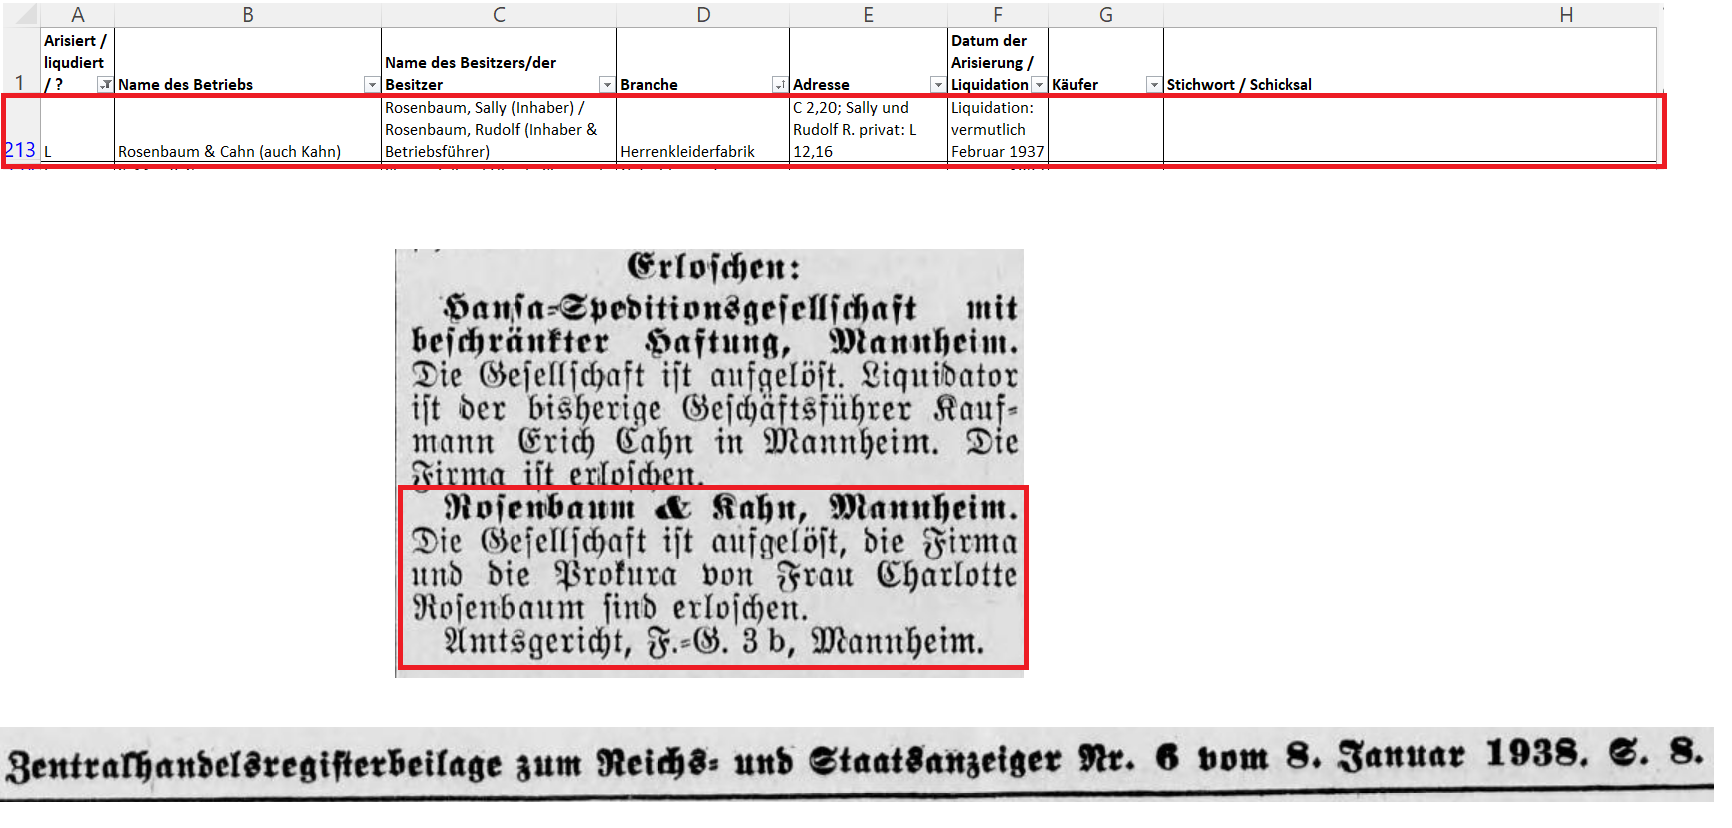 A B C D E F G H
Arisiert /
liqudiert
/ ?
Name des Betriebs
Name des Besitzers/der
Besitzer
Branche
Adresse
Datum der
Arisierung /
Liquidation
Käufer
Stichwort / Schicksal
1
213
L
Rosenbaum & Cahn (auch Kahn)
Rosenbaum, Sally (Inhaber) /
Rosenbaum, Rudolf (Inhaber &
Betriebsführer)
Herrenkleiderfabrik
C 2,20; Sally und
Rudolf R. privat: L
12,16
Liquidation:
vermutlich
Februar 1937
Erloſchen:
Hanſa-Speditionsgeſellſchaft mit
beſchränkter Haftung, Mannheim.
Die Geſellſchaft iſt aufgelöſt. Liquidator
iſt der bisherige Geſchäftsführer Kauf-
mann Erich Cahn in Mannheim. Die
Firma iſt erloſchen.
Roſenbaum & Kahn, Mannheim.
Die Geſellſchaft iſt aufgelöſt, die Firma
und die Prokura von Frau Charlotte
Roſenbaum ſind erloſchen.
Amtsgericht, F.-G. 3 b, Mannheim.
Zentralhandelsregiſterbeilage zum Reichs- und Staatsanzeiger Nr. 6 vom 8. Januar 1938. S. 8.